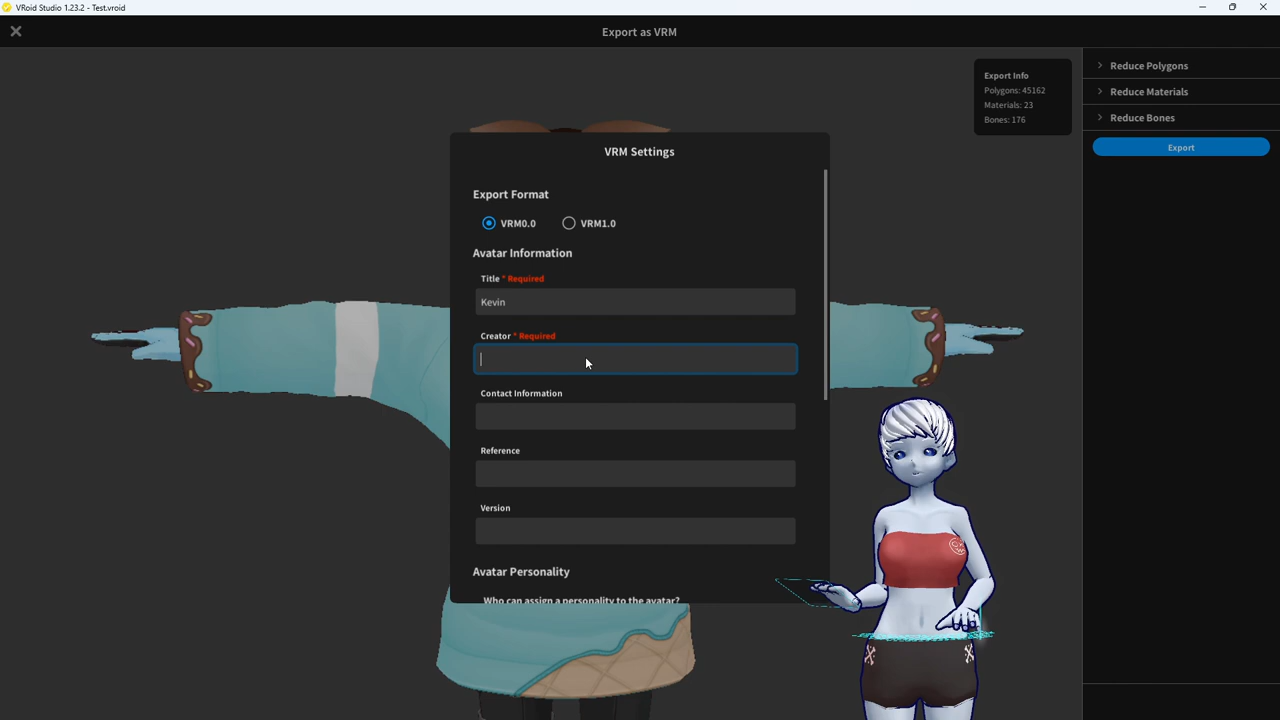 VRoid Studio 1.23.2 - Test.vroid
Export as VRM
Export Info
Polygons: 45162
Materials: 23
Bones: 176
Reduce Polygons
Reduce Materials
Reduce Bones
Export
VRM Settings
Export Format
VRM0.0 VRM1.0
Avatar Information
Title * Required
Kevin
Creator * Required
Contact Information
Reference
Version
Avatar Personality
Who can assign a personality to the avatar?